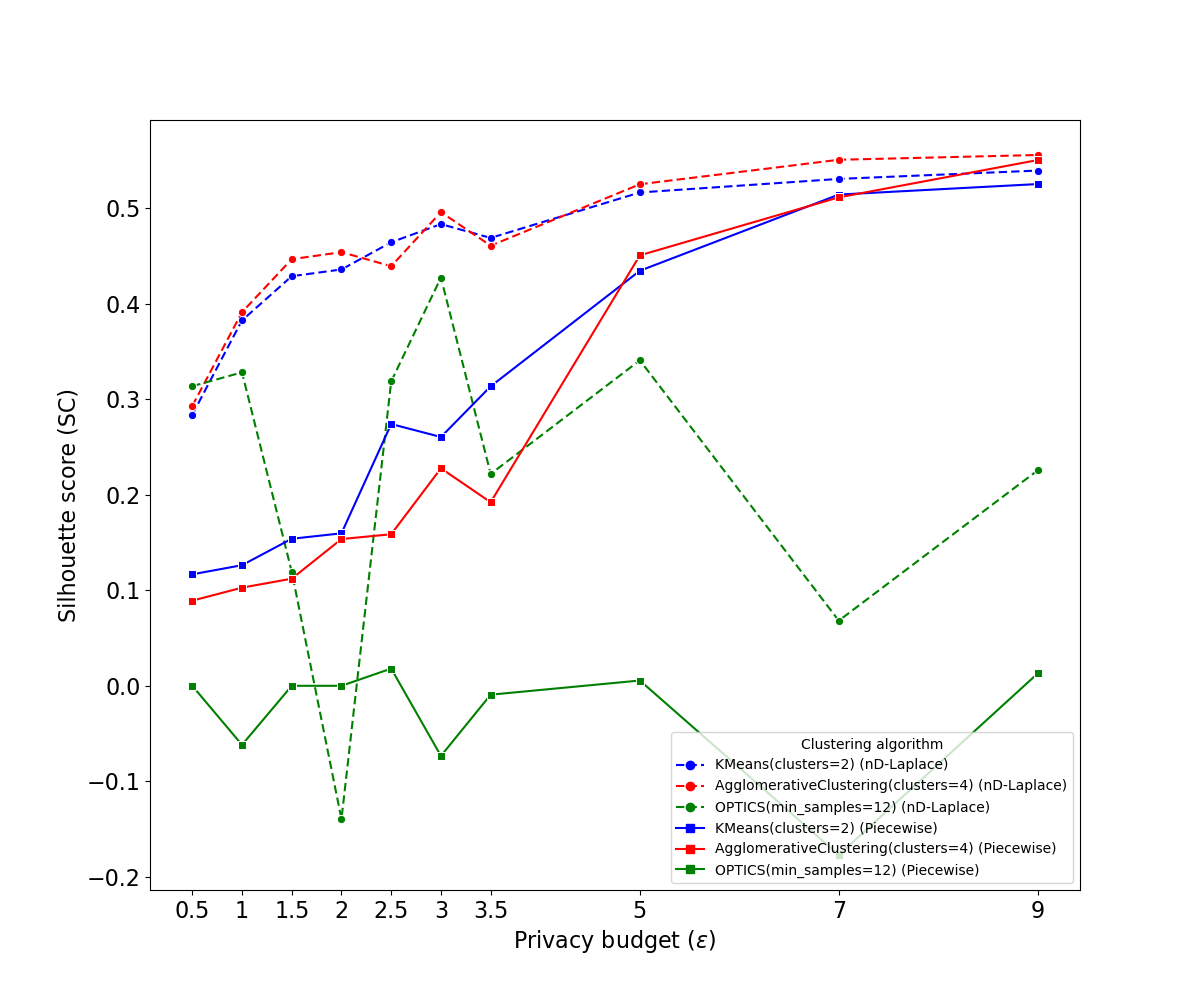 Silhouette score (SC)
0.5
0.4
0.3
0.2
0.1
0.0
−0.1
−0.2
Clustering algorithm
KMeans(clusters=2) (nD-Laplace)
AgglomerativeClustering(clusters=4) (nD-Laplace)
OPTICS(min_samples=12) (nD-Laplace)
KMeans(clusters=2) (Piecewise)
AgglomerativeClustering(clusters=4) (Piecewise)
OPTICS(min_samples=12) (Piecewise)
0.5 1 1.5 2 2.5 3 3.5 5 7 9
Privacy budget (ε)